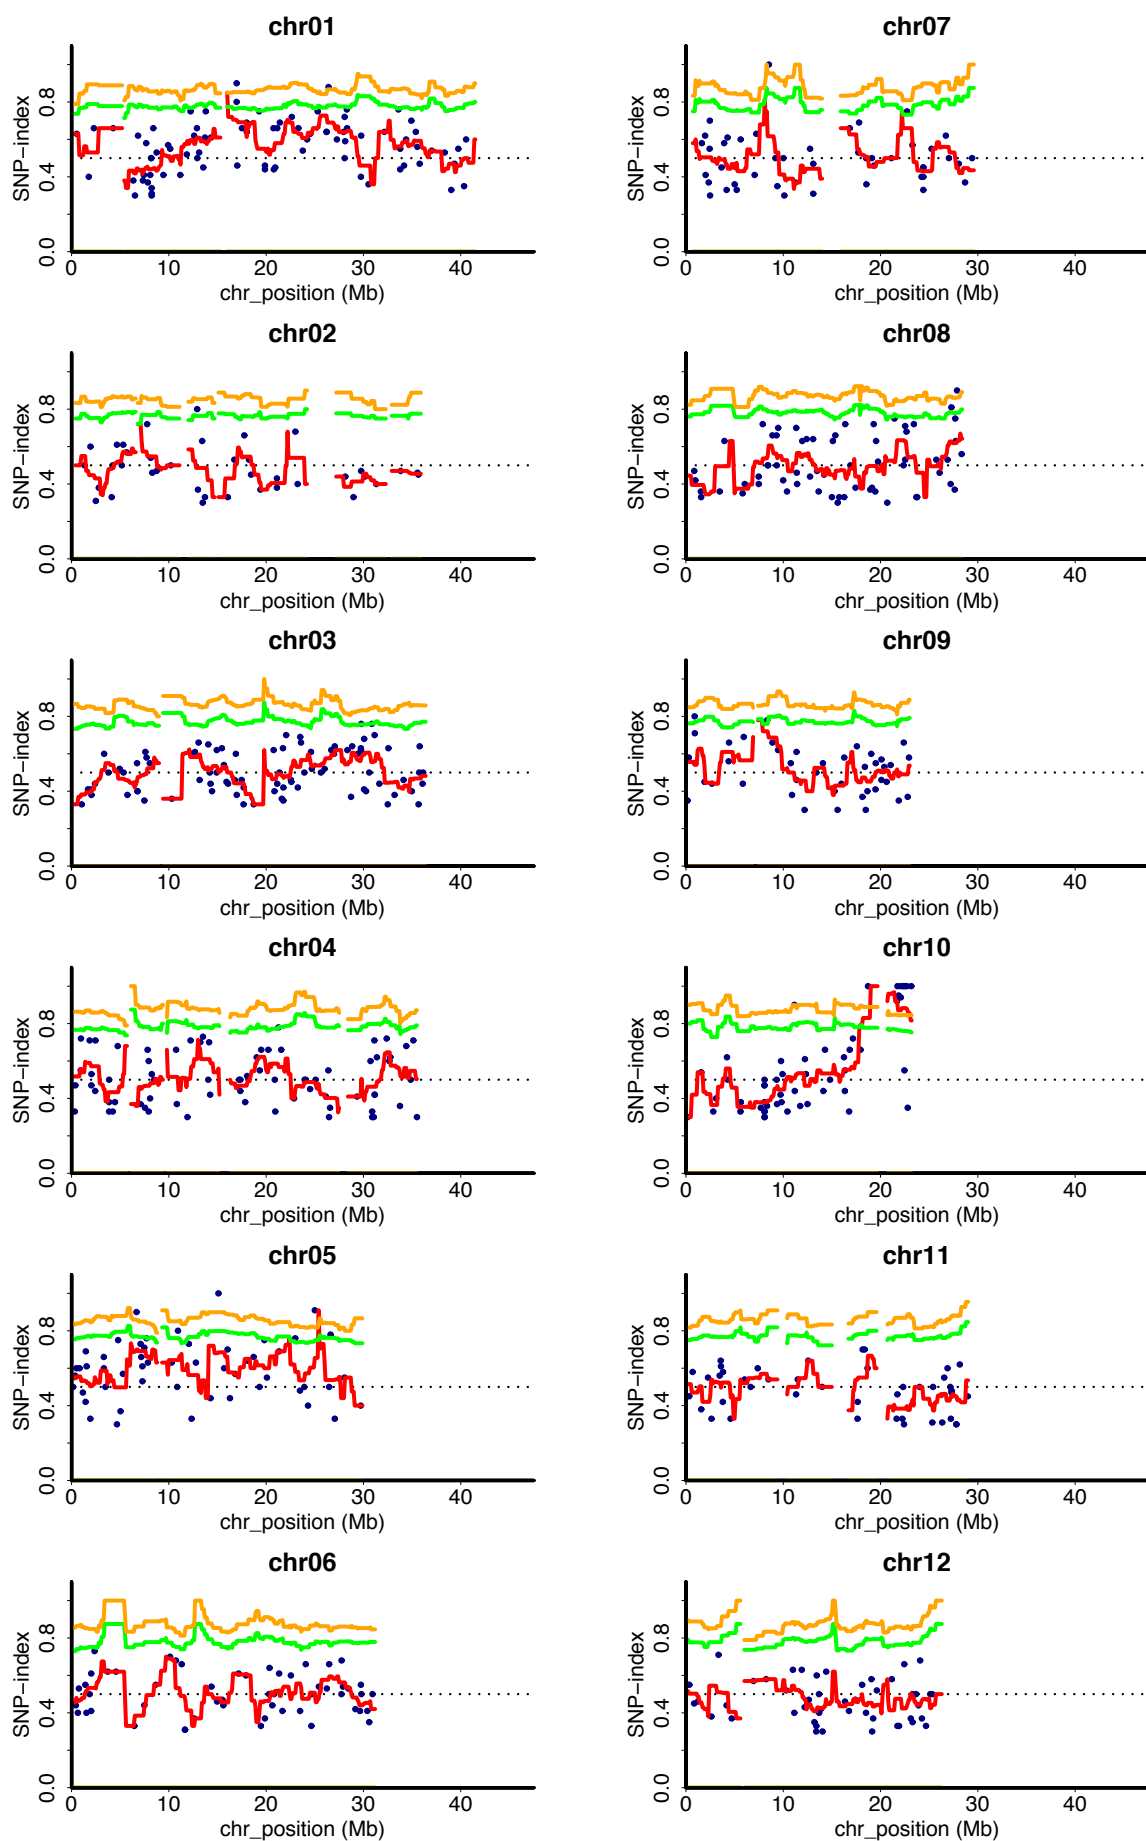 chr01
SNP-index
0.0 0.4 0.8
0 10 20 30 40
chr_position (Mb)
chr07
SNP-index
0.0 0.4 0.8
0 10 20 30 40
chr_position (Mb)
chr02
SNP-index
0.0 0.4 0.8
0 10 20 30 40
chr_position (Mb)
chr08
SNP-index
0.0 0.4 0.8
0 10 20 30 40
chr_position (Mb)
chr03
SNP-index
0.0 0.4 0.8
0 10 20 30 40
chr_position (Mb)
chr09
SNP-index
0.0 0.4 0.8
0 10 20 30 40
chr_position (Mb)
chr04
SNP-index
0.0 0.4 0.8
0 10 20 30 40
chr_position (Mb)
chr10
SNP-index
0.0 0.4 0.8
0 10 20 30 40
chr_position (Mb)
chr05
SNP-index
0.0 0.4 0.8
0 10 20 30 40
chr_position (Mb)
chr11
SNP-index
0.0 0.4 0.8
0 10 20 30 40
chr_position (Mb)
chr06
SNP-index
0.0 0.4 0.8
0 10 20 30 40
chr_position (Mb)
chr12
SNP-index
0.0 0.4 0.8
0 10 20 30 40
chr_position (Mb)